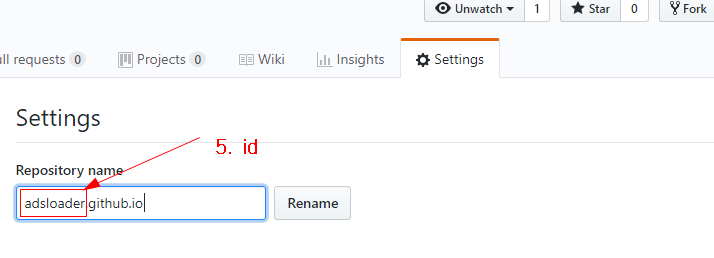 Unwatch 1 Star 0 Fork
ull requests 0 Projects 0 Wiki Insights Settings
Settings
5. id
Repository name
adsloader.github.io Rename